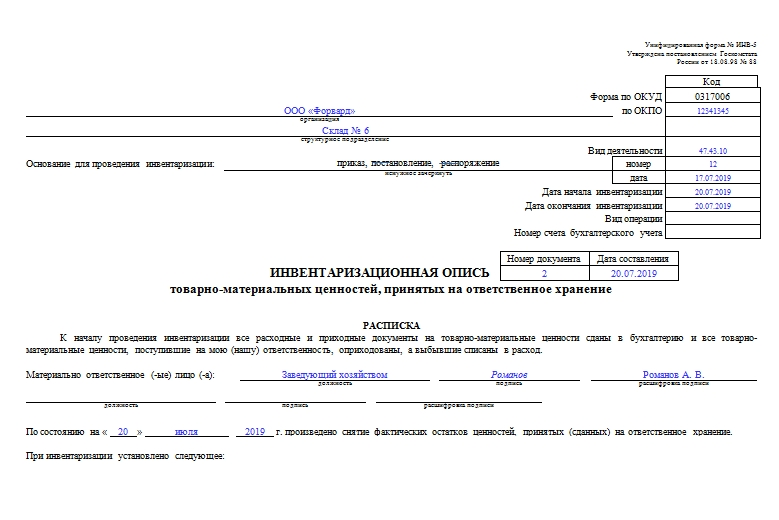 Унифицированная форма № ИНВ-5
Утверждена постановлением Госкомстата
России от 18.08.98 № 88
Код
Форма по ОКУД 0317006
ООО «Форвард» по ОКПО 12341345
организация
Склад № 6
структурное подразделение
Вид деятельности 47.43.10
Основание для проведения инвентаризации: приказ, постановление, распоряжение номер 12
ненужное зачеркнуть
дата 17.07.2019
Дата начала инвентаризации 20.07.2019
Дата окончания инвентаризации 20.07.2019
Вид операции
Номер счета бухгалтерского учета
Номер документа Дата составления
ИНВЕНТАРИЗАЦИОННАЯ ОПИСЬ 2 20.07.2019
товарно-материальных ценностей, принятых на ответственное хранение
РАСПИСКА
К началу проведения инвентаризации все расходные и приходные документы на товарно-материальные ценности сданы в бухгалтерию и все товарно-
материальные ценности, поступившие на мою (нашу) ответственность, оприходованы, а выбывшие списаны в расход.
Материально ответственное (-ые) лицо (-а): Заведующий хозяйством Романов Романов А. В.
должность подпись расшифровка подписи
должность подпись расшифровка подписи
По состоянию на « 20 » июля 2019 г. произведено снятие фактических остатков ценностей, принятых (сданных) на ответственное хранение.
При инвентаризации установлено следующее: